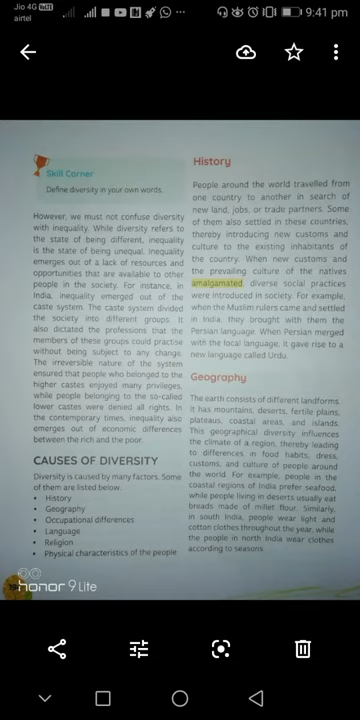 Jio 4G VoLTE
airtel
9:41 pm
Skill Corner
Define diversity in your own words.
However, we must not confuse diversity
with inequality. While diversity refers to
the state of being different, inequality
is the state of being unequal. Inequality
emerges out of a lack of resources and
opportunities that are available to other
people in the society. For instance, in
India, inequality emerged out of the
caste system. The caste system divided
the society into different groups. It
also dictated the professions that the
members of these groups could practise
without being subject to any change.
The irreversible nature of the system
ensured that people who belonged to the
higher castes enjoyed many privileges,
while people belonging to the so-called
lower castes were denied all rights. In
the contemporary times, inequality also
emerges out of economic differences
between the rich and the poor.
CAUSES OF DIVERSITY
Diversity is caused by many factors. Some
of them are listed below.
• History
• Geography
• Occupational differences
• Language
• Religion
• Physical characteristics of the people
History
People around the world travelled from
one country to another in search of
new land, jobs, or trade partners. Some
of them also settled in these countries,
thereby introducing new customs and
culture to the existing inhabitants of
the country. When new customs and
the prevailing culture of the natives
amalgamated, diverse social practices
were introduced in society. For example,
when the Muslim rulers came and settled
in India, they brought with them the
Persian language. When Persian merged
with the local language, it gave rise to a
new language called Urdu.
Geography
The earth consists of different landforms.
It has mountains, deserts, fertile plains,
plateaus, coastal areas, and islands.
This geographical diversity influences
the climate of a region, thereby leading
to differences in food habits, dress,
customs, and culture of people around
the world. For example, people in the
coastal regions of India prefer seafood,
while people living in deserts usually eat
breads made of millet flour. Similarly,
in south India, people wear light and
cotton clothes throughout the year, while
the people in north India wear clothes
according to seasons.
honor 9 Lite